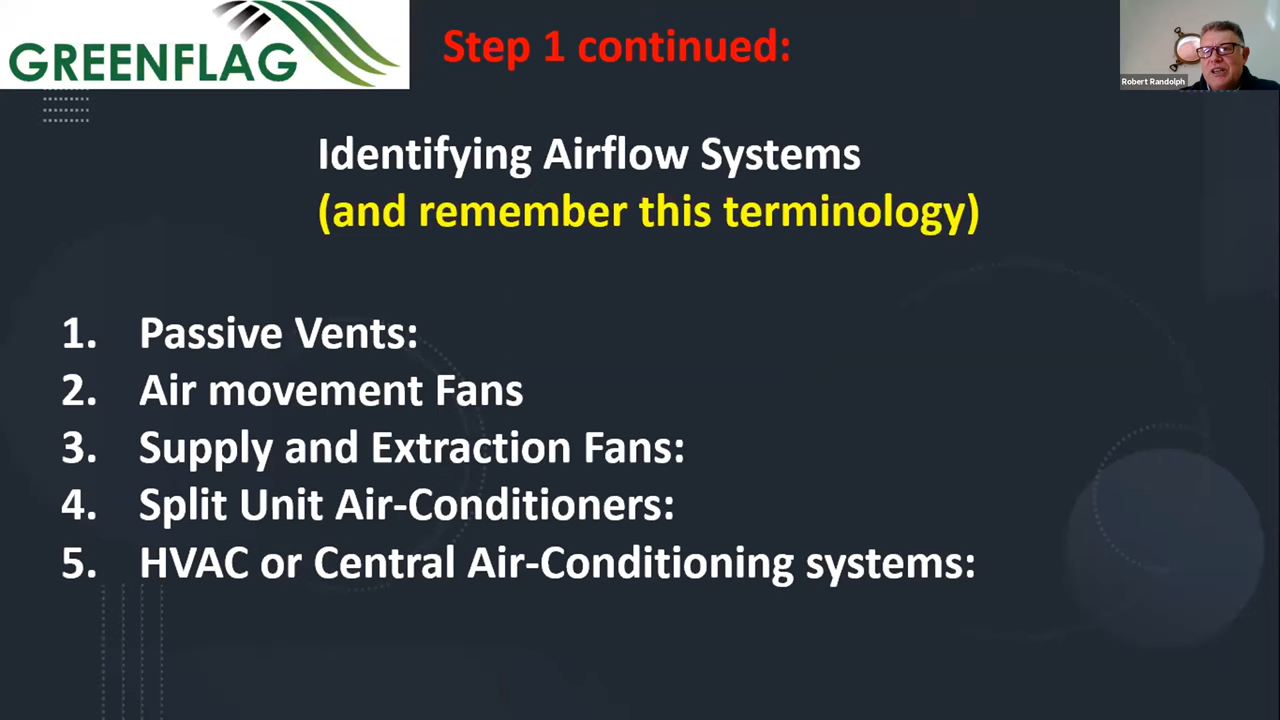 GREENFLAG
Step 1 continued:
Robert Randolph
Identifying Airflow Systems
(and remember this terminology)
1. Passive Vents:
2. Air movement Fans
3. Supply and Extraction Fans:
4. Split Unit Air-Conditioners:
5. HVAC or Central Air-Conditioning systems: